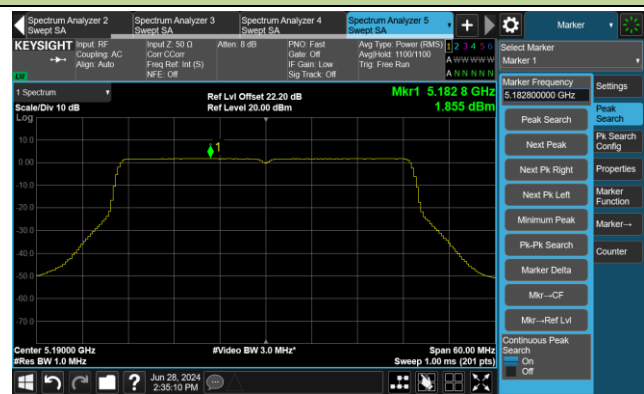 Spectrum Analyzer 2
Swept SA
Spectrum Analyzer 3
Swept SA
Spectrum Analyzer 4
Swept SA
Spectrum Analyzer 5
Swept SA
Marker
KEYSIGHT
Input: RF
Coupling: AC
Align: Auto
Input Z: 50 Ω
Corr CCorr
Freq Ref: Int (S)
NFE: Off
Atten: 8 dB
PNO: Fast
Gate: Off
IF Gain: Low
Sig Track: Off
Avg Type: Power (RMS)
Avg|Hold: 1100/1100
Trig: Free Run
1 2 3 4 5 6
A W W W W W
A N N N N N
LW
Select Marker
Marker 1
1 Spectrum
Scale/Div 10 dB
Log
Ref Lvl Offset 22.20 dB
Ref Level 20.00 dBm
Mkr1 5.182 8 GHz
1.855 dBm
1
10.0
0.00
-10.0
-20.0
-30.0
-40.0
-50.0
-60.0
-70.0
Center 5.19000 GHz
#Res BW 1.0 MHz
#Video BW 3.0 MHz*
Span 60.00 MHz
Sweep 1.00 ms (201 pts)
Marker Frequency
5.182800000 GHz
Peak Search
Next Peak
Next Pk Right
Next Pk Left
Minimum Peak
Pk-Pk Search
Marker Delta
Mkr→CF
Mkr→Ref Lvl
Continuous Peak
Search
On
Off
Settings
Peak
Search
Pk Search
Config
Properties
Marker
Function
Marker→
Counter
?
Jun 28, 2024
2:35:10 PM